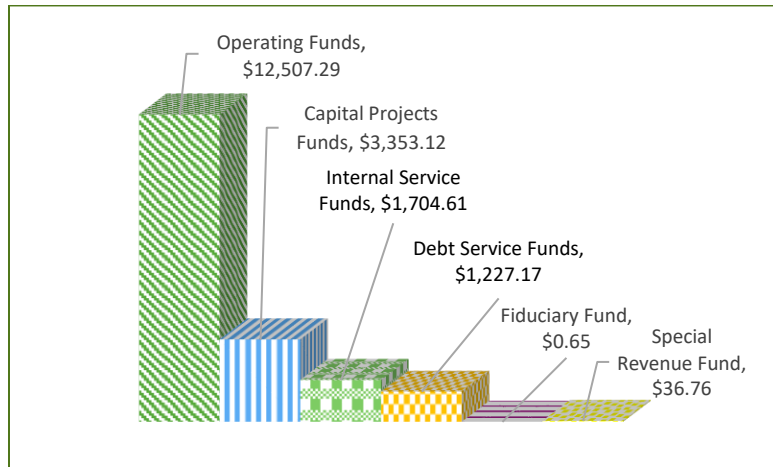 Operating Funds,
$12,507.29
Capital Projects
Funds, $3,353.12
Internal Service
Funds, $1,704.61
Debt Service Funds,
$1,227.17
Fiduciary Fund,
$0.65
Special
Revenue Fund,
$36.76